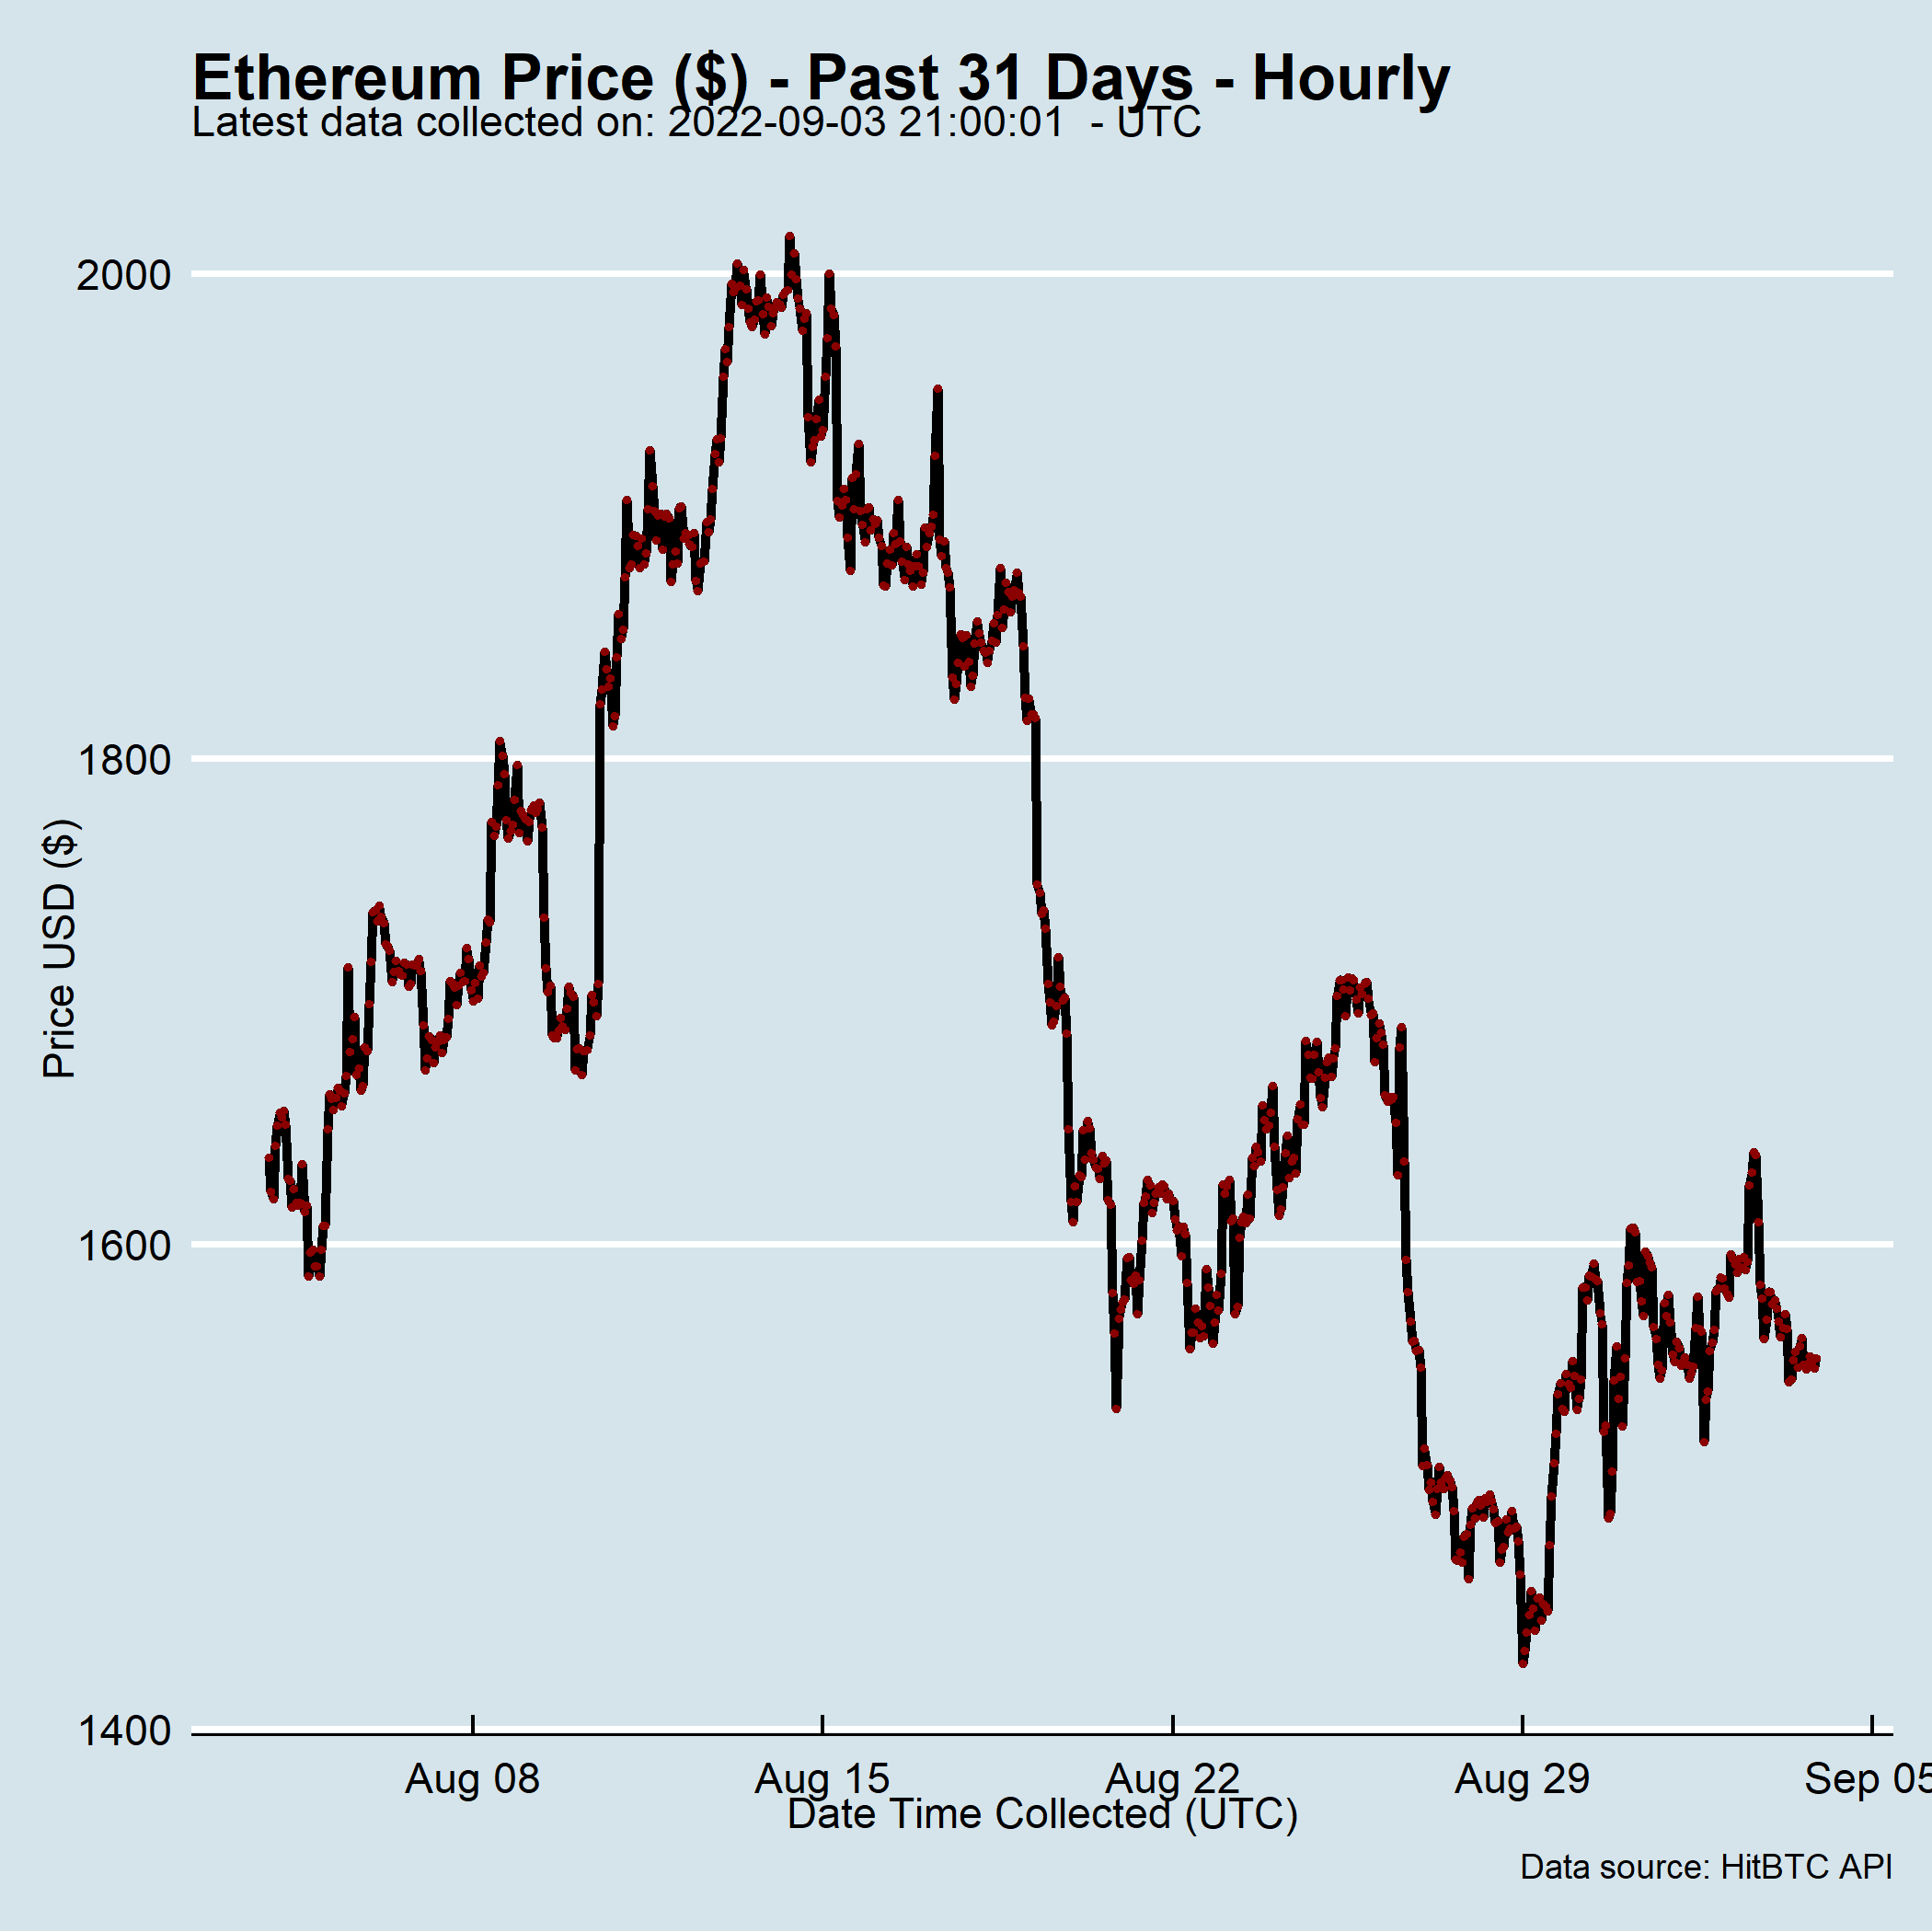 Ethereum Price ($) - Past 31 Days - Hourly
Latest data collected on: 2022-09-03 21:00:01  - UTC
2000
1800
1600
1400
Price USD ($)
Aug 08
Aug 15
Aug 22
Aug 29
Sep 05
Date Time Collected (UTC)
Data source: HitBTC API